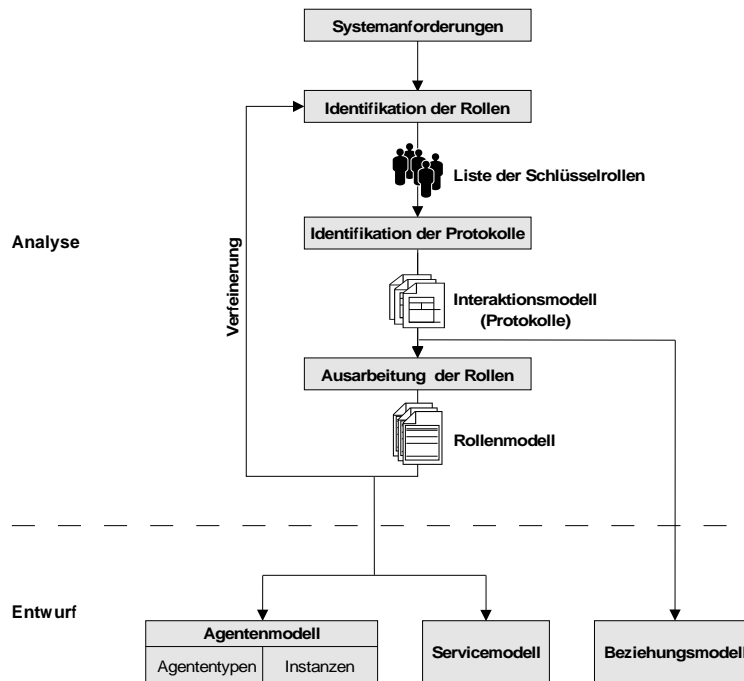 Systemanforderungen
Identifikation der Rollen
Liste der Schlüsselrollen
Identifikation der Protokolle
Analyse
Verfeinerung
Interaktionsmodell
(Protokolle)
Ausarbeitung der Rollen
Rollenmodell
Entwurf
Agentenmodell
Agententypen
Instanzen
Servicemodell
Beziehungsmodell